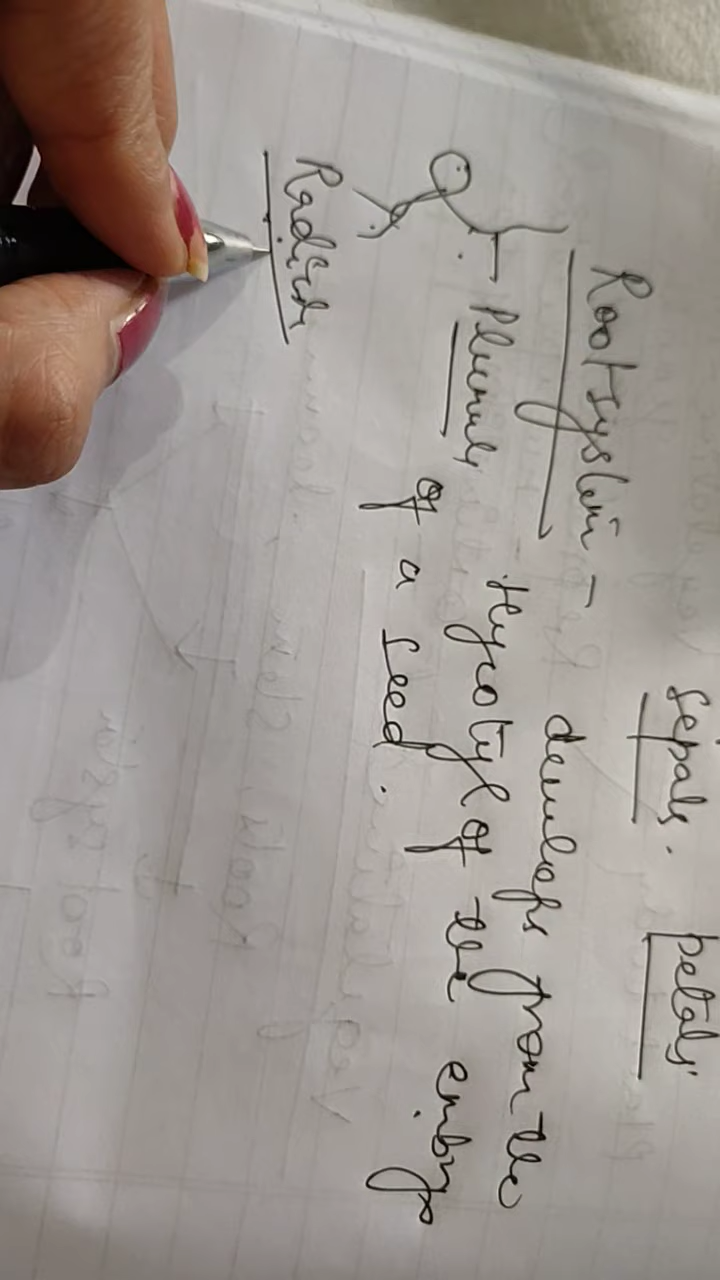 sepals. petals
Root system - develops from the
Hypocotyl of the embryo
Plumule of a seed.
Radicle